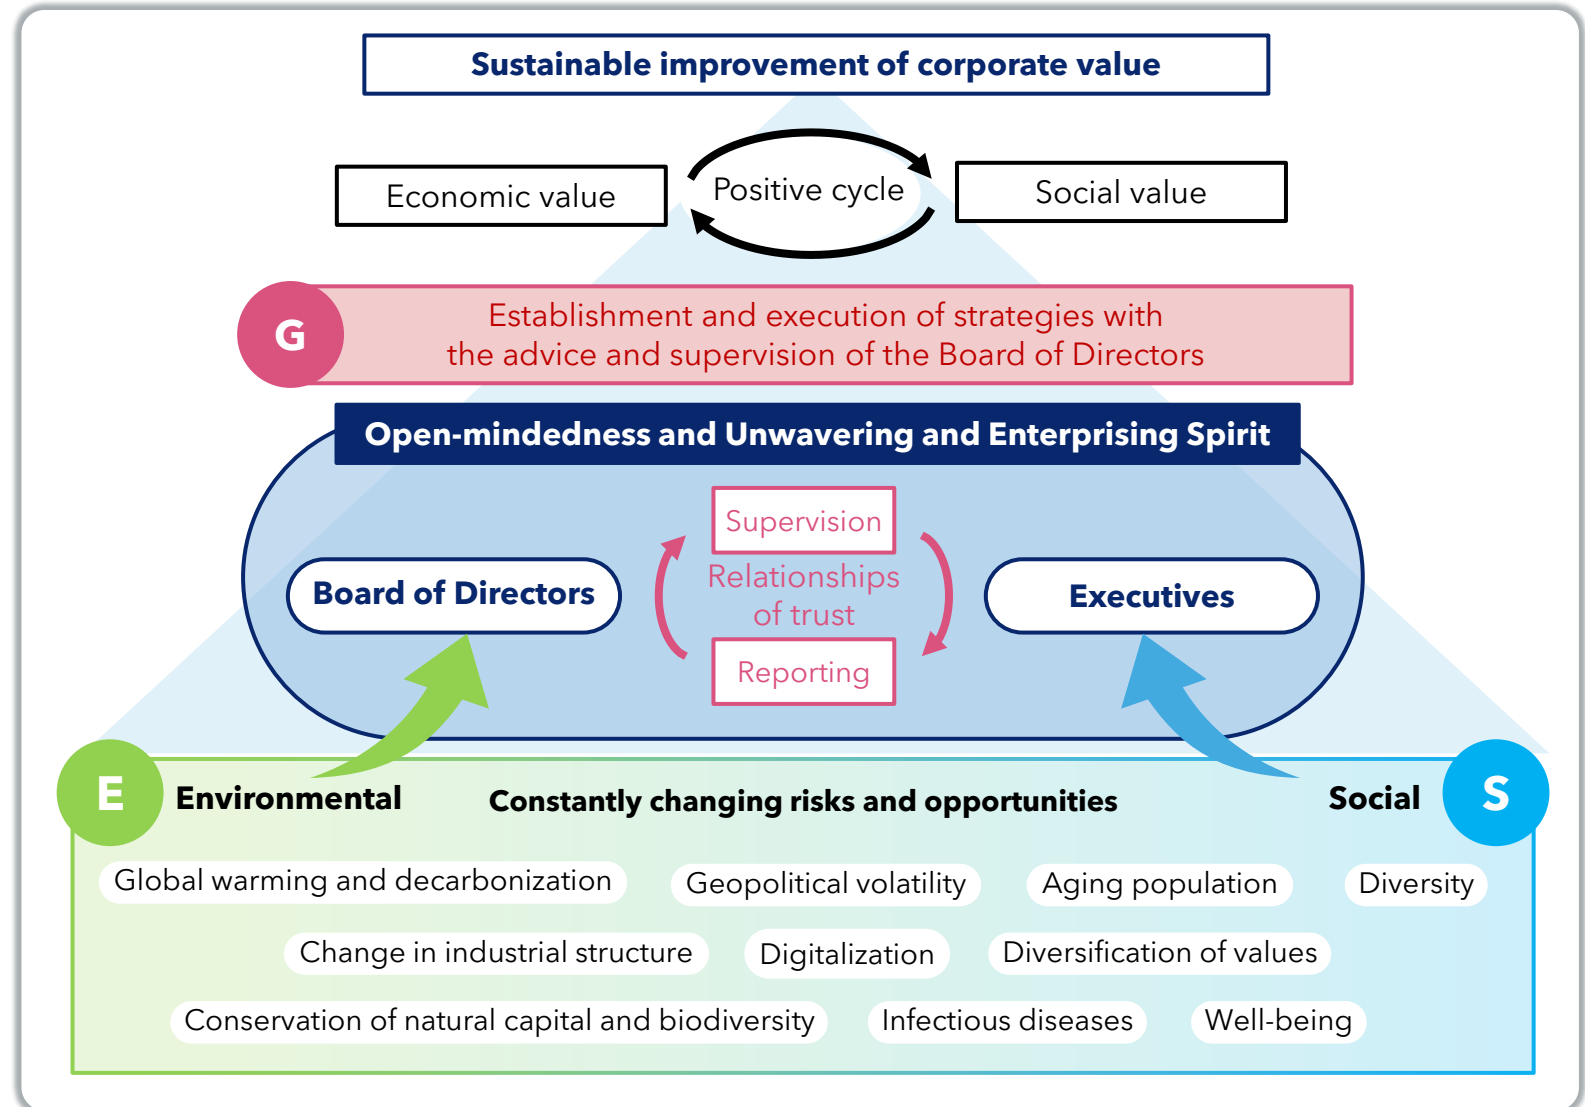 Sustainable improvement of corporate value
Economic value
Positive cycle
Social value
G
Establishment and execution of strategies with
the advice and supervision of the Board of Directors
Open-mindedness and Unwavering and Enterprising Spirit
Supervision
Board of Directors
Relationships
of trust
Executives
Reporting
E
Environmental
Constantly changing risks and opportunities
Social
S
Global warming and decarbonization
Geopolitical volatility
Aging population
Diversity
Change in industrial structure
Digitalization
Diversification of values
Conservation of natural capital and biodiversity
Infectious diseases
Well-being